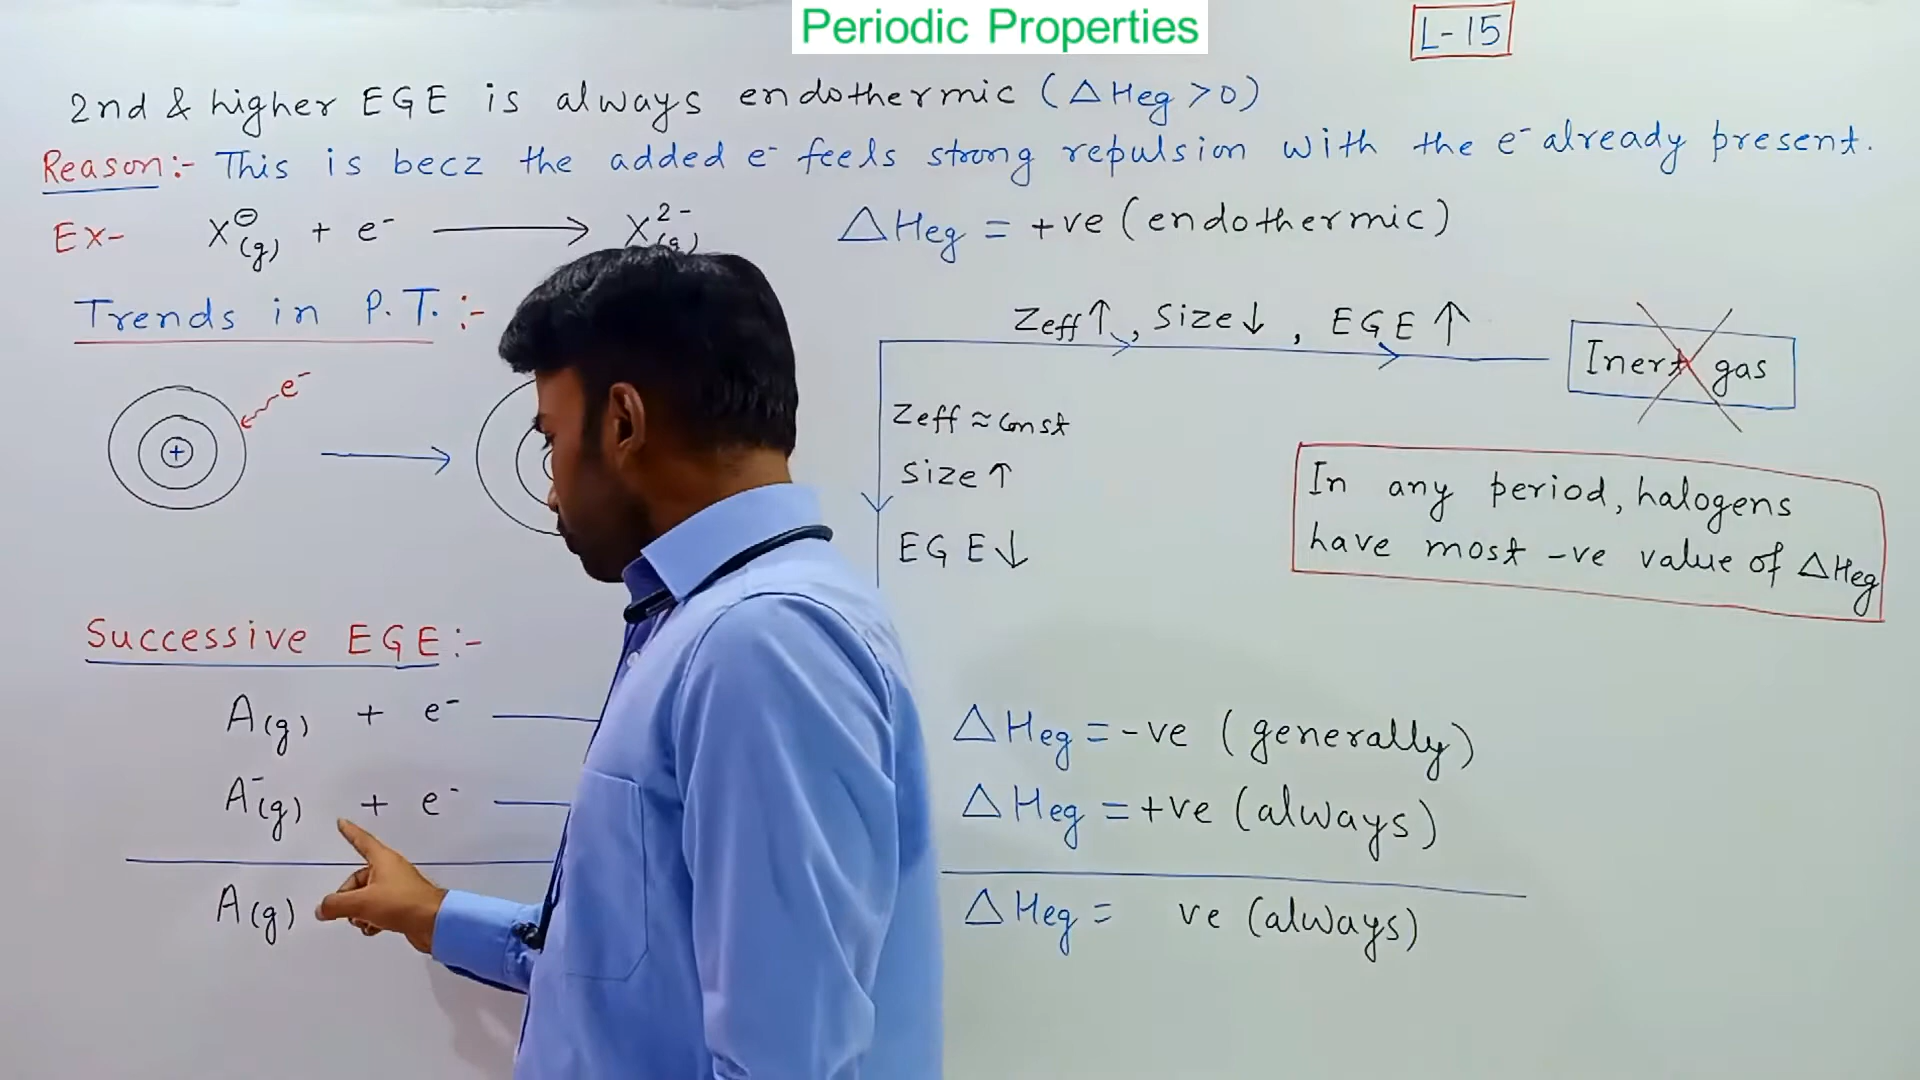 Periodic Properties
L-15
2nd & higher EGE is always endothermic (ΔHeg > 0)
Reason:- This is becz the added e⁻ feels strong repulsion with the e⁻ already present.
Ex- X⊖(g) + e⁻ ⟶ X²⁻(g) ΔHeg = +ve (endothermic)
Trends in P.T. :-
Zeff↑, Size↓, EGE↑
Inert gas
e⁻
+
Zeff ≈ Const
Size↑
EGE↓
In any period, halogens
have most -ve value of ΔHeg
Successive EGE:-
A(g) + e⁻ ΔHeg = -ve (generally)
A⁻(g) + e⁻ ΔHeg = +ve (always)
A(g) ΔHeg = ve (always)